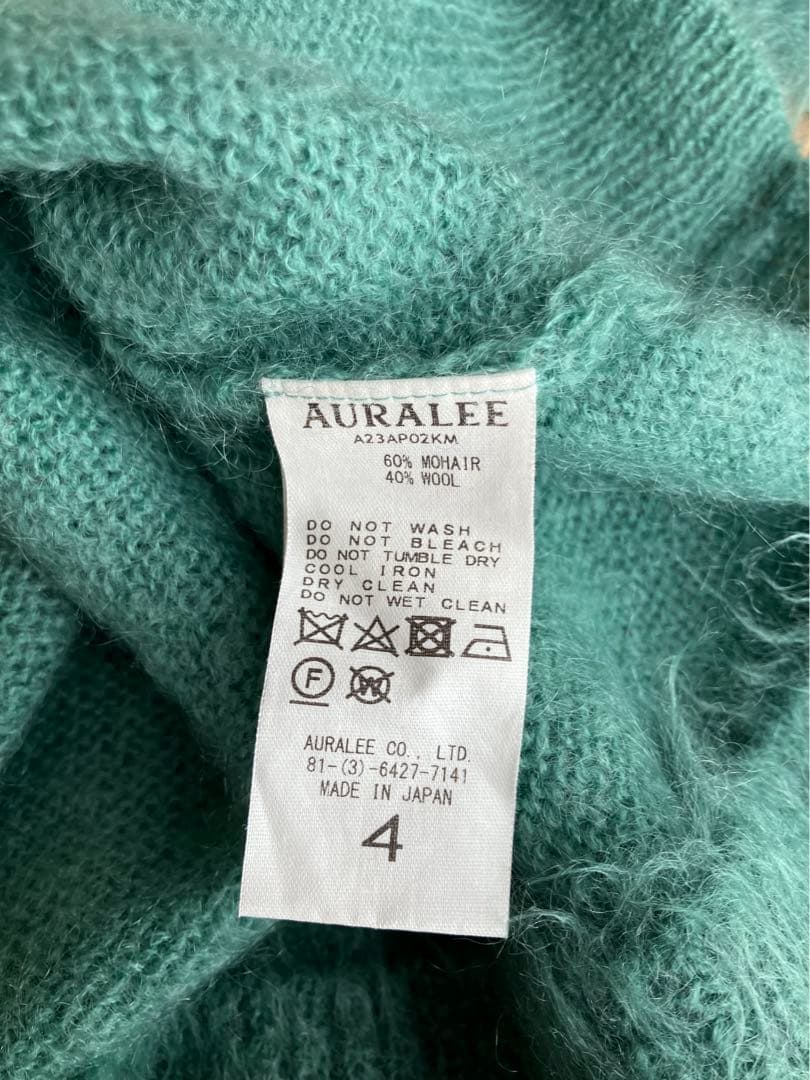 AURALEE
A23AP02KM
60% MOHAIR
40% WOOL
DO NOT WASH
DO NOT BLEACH
DO NOT TUMBLE DRY
COOL IRON
DRY CLEAN
DO NOT WET CLEAN
F W
AURALEE CO., LTD.
81-(3)-6427-7141
MADE IN JAPAN
4